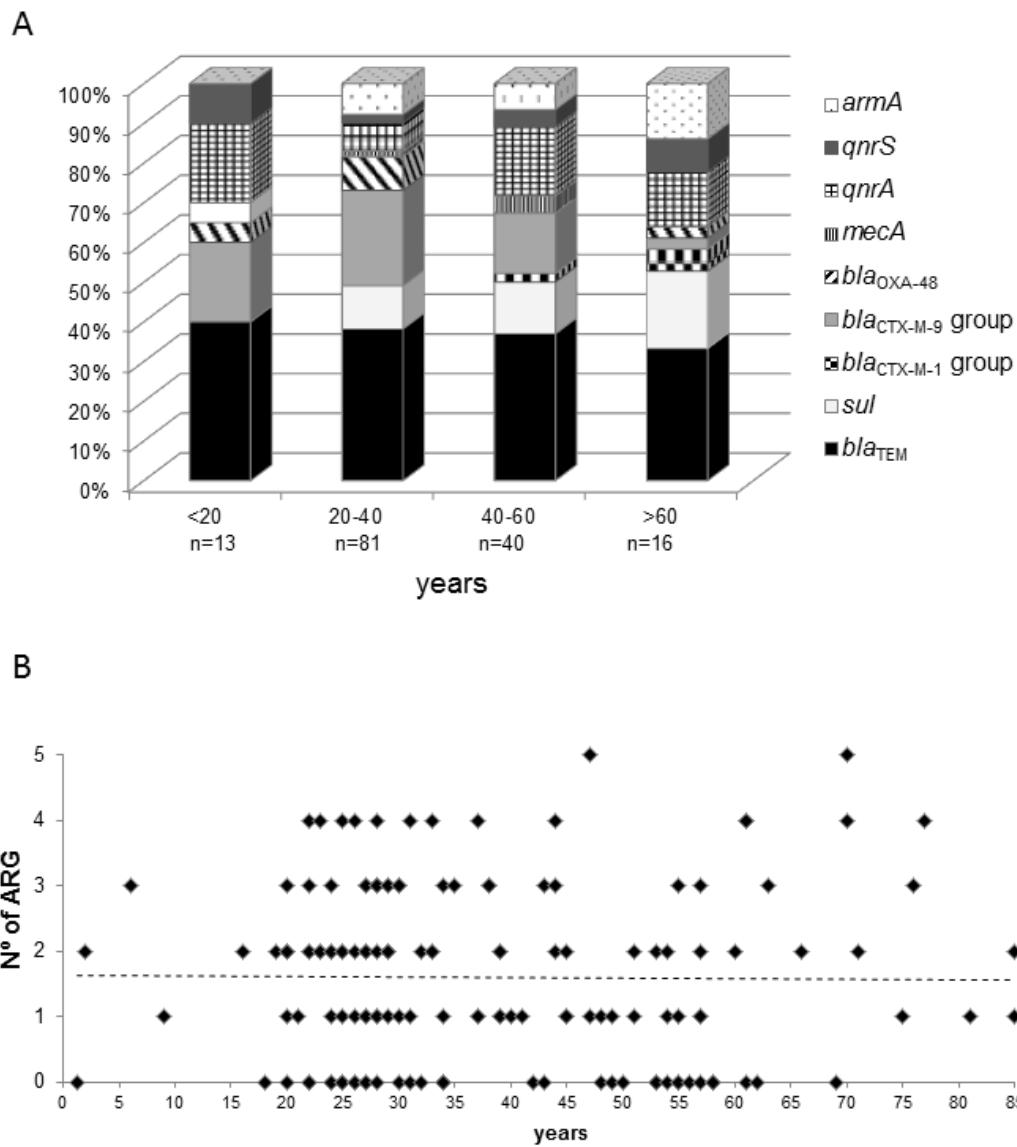 A
100%
90%
80%
70%
60%
50%
40%
30%
20%
10%
0%
<20 20-40 40-60 >60
n=13 n=81 n=40 n=16
years
armA
qnrS
qnrA
mecA
blaOXA-48
blaCTX-M-9 group
blaCTX-M-1 group
sul
blaTEM
B
Nº of ARG
5
4
3
2
1
0
0 5 10 15 20 25 30 35 40 45 50 55 60 65 70 75 80 85
years